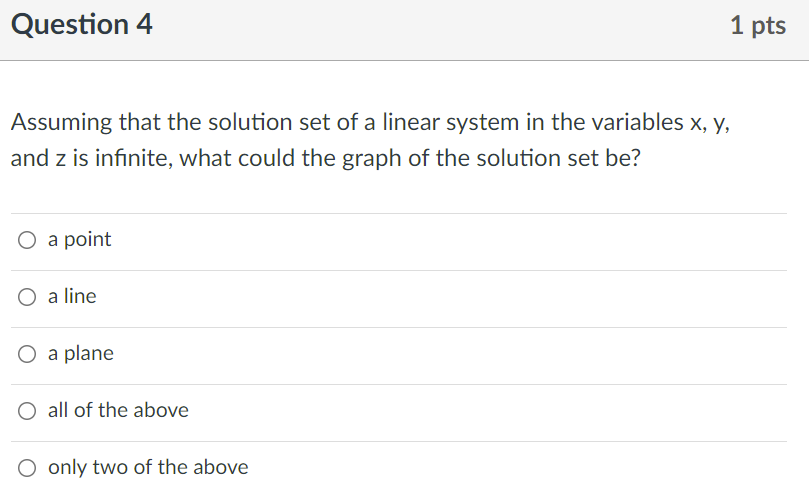 Question 4
1 pts
Assuming that the solution set of a linear system in the variables x, y,
and z is infinite, what could the graph of the solution set be?
a point
a line
a plane
all of the above
only two of the above